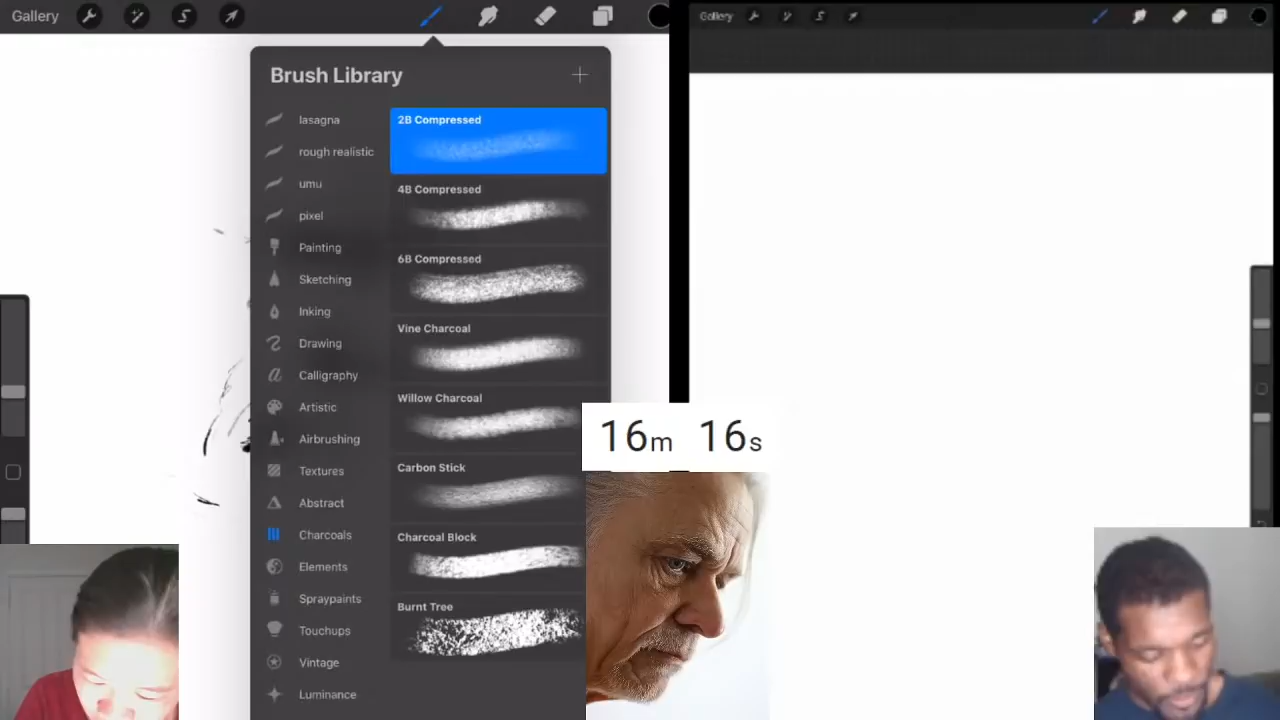 Gallery
Gallery
Brush Library
lasagna
rough realistic
umu
pixel
Painting
Sketching
Inking
Drawing
Calligraphy
Artistic
Airbrushing
Textures
Abstract
Charcoals
Elements
Spraypaints
Touchups
Vintage
Luminance
2B Compressed
4B Compressed
6B Compressed
Vine Charcoal
Willow Charcoal
Carbon Stick
Charcoal Block
Burnt Tree
16m 16s